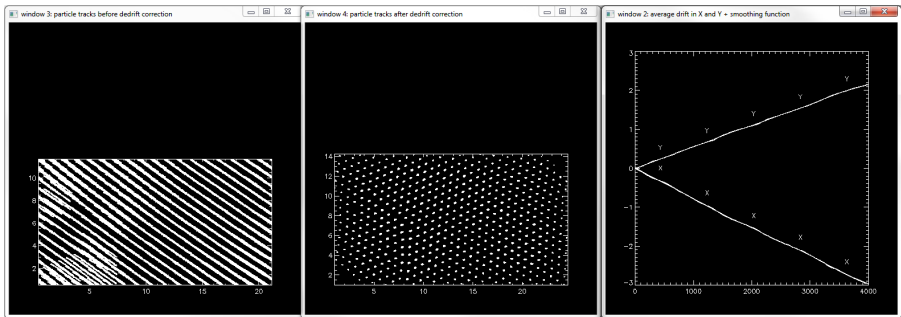 window 3: particle tracks before dedrift correction
window 4: particle tracks after dedrift correction
window 2: average drift in X and Y + smoothing function
10
8
6
4
2
5
10
15
20
14
12
10
8
6
4
2
5
10
15
20
3
2
1
0
-1
-2
-3
0
1000
2000
3000
4000
Y
Y
Y
Y
Y
X
X
X
X
X